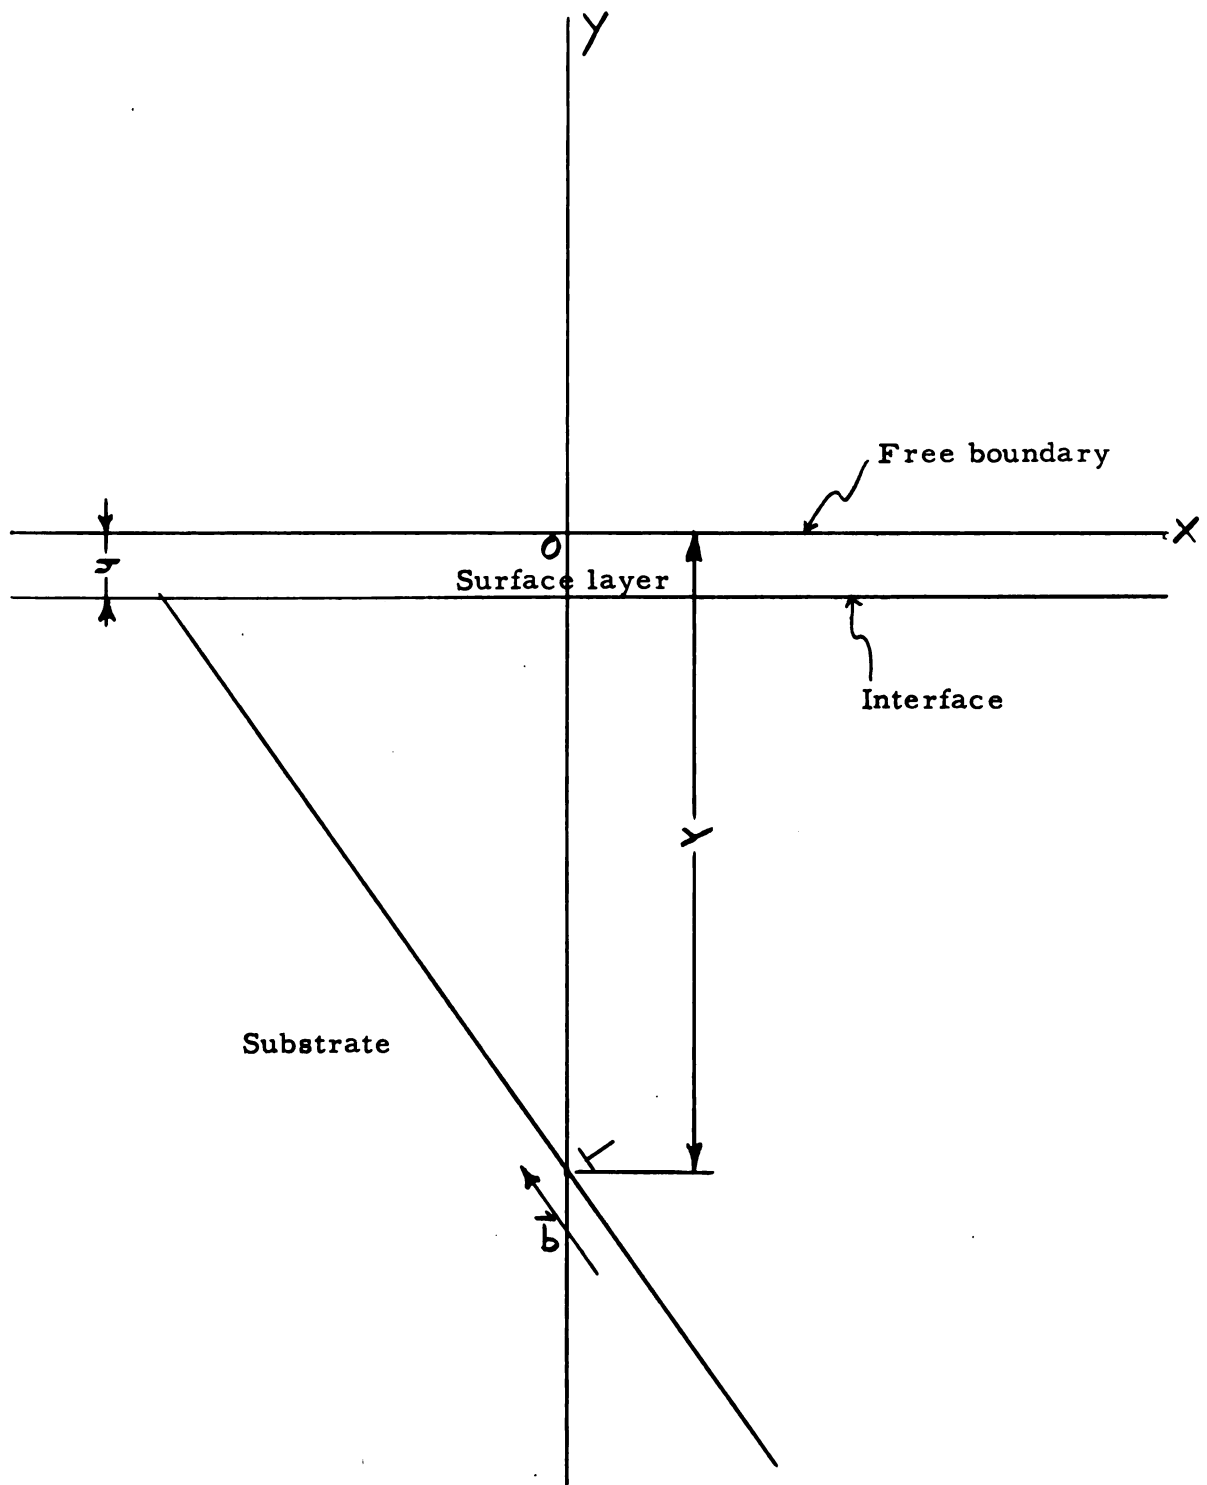 y
Free boundary
X
O
Surface layer
Interface
Y
Substrate
b